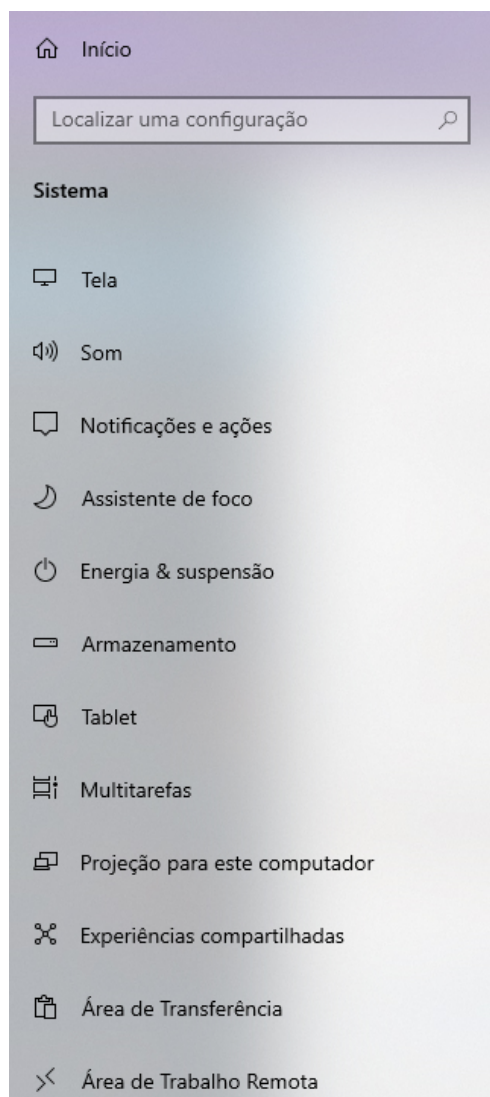 Início
Localizar uma configuração
Sistema
Tela
Som
Notificações e ações
Assistente de foco
Energia & suspensão
Armazenamento
Tablet
Multitarefas
Projeção para este computador
Experiências compartilhadas
Área de Transferência
Área de Trabalho Remota